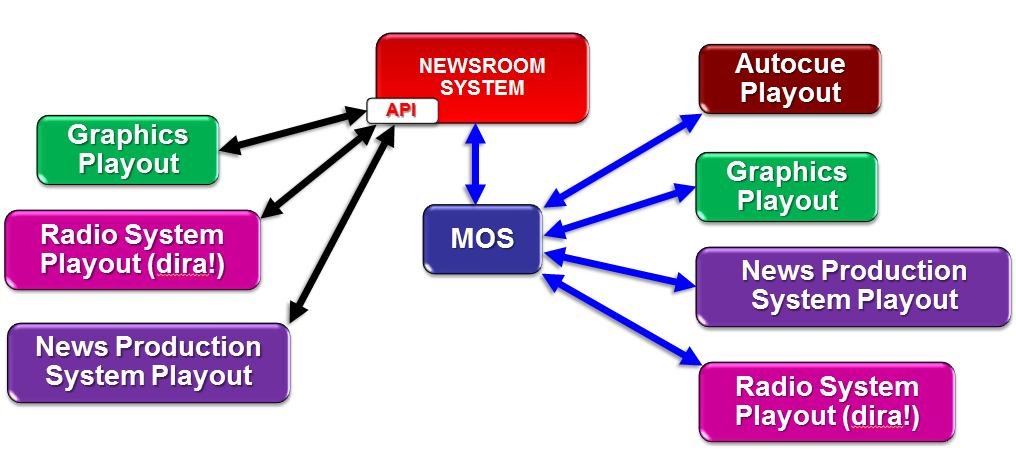 NEWSROOM
SYSTEM
API
Graphics
Playout
Radio System
Playout (dira!)
News Production
System Playout
MOS
Autocue
Playout
Graphics
Playout
News Production
System Playout
Radio System
Playout (dira!)